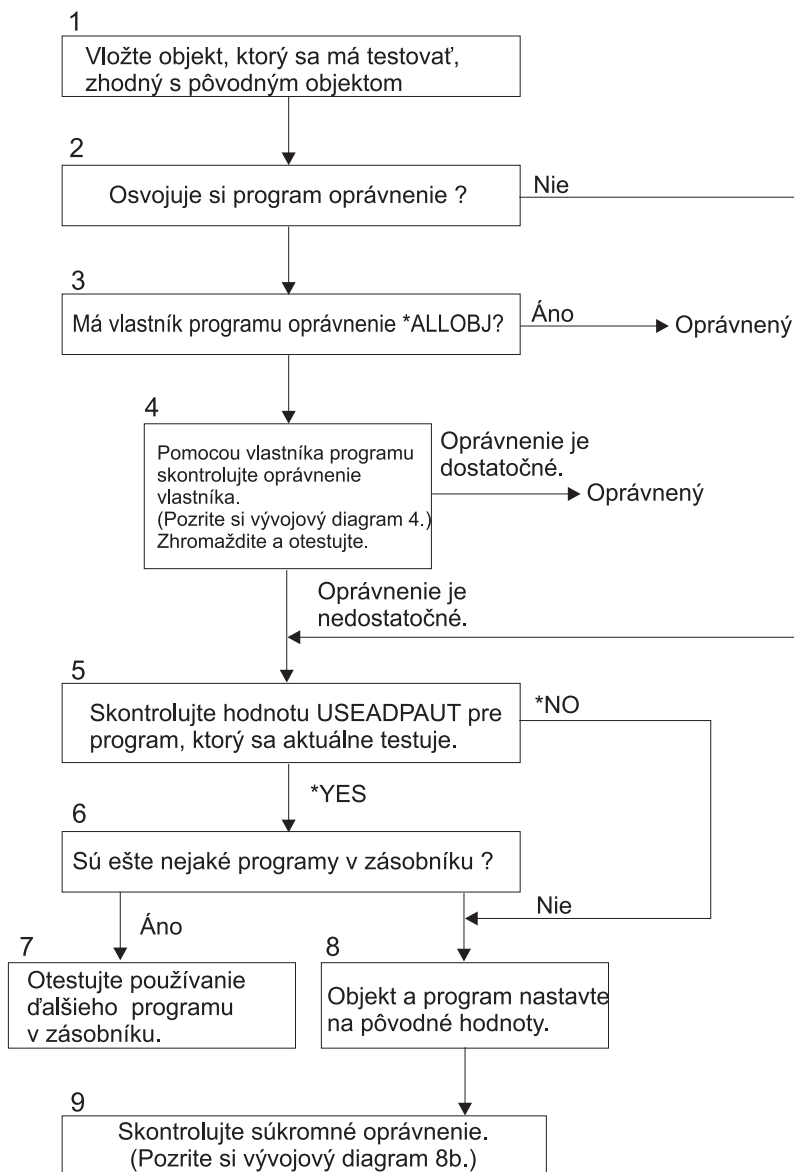 1
Vložte objekt, ktorý sa má testovať,
zhodný s pôvodným objektom
2
Osvojuje si program oprávnenie ?
Nie
3
Má vlastník programu oprávnenie *ALLOBJ?
Áno
Oprávnený
4
Pomocou vlastníka programu
skontrolujte oprávnenie
vlastníka.
(Pozrite si vývojový diagram 4.)
Zhromaždite a otestujte.
Oprávnenie je
dostatočné.
Oprávnený
Oprávnenie je
nedostatočné.
5
Skontrolujte hodnotu USEADPAUT pre
program, ktorý sa aktuálne testuje.
*NO
*YES
6
Sú ešte nejaké programy v zásobníku ?
Áno
Nie
7
Otestujte používanie
ďalšieho programu
v zásobníku.
8
Objekt a program nastavte
na pôvodné hodnoty.
9
Skontrolujte súkromné oprávnenie.
(Pozrite si vývojový diagram 8b.)